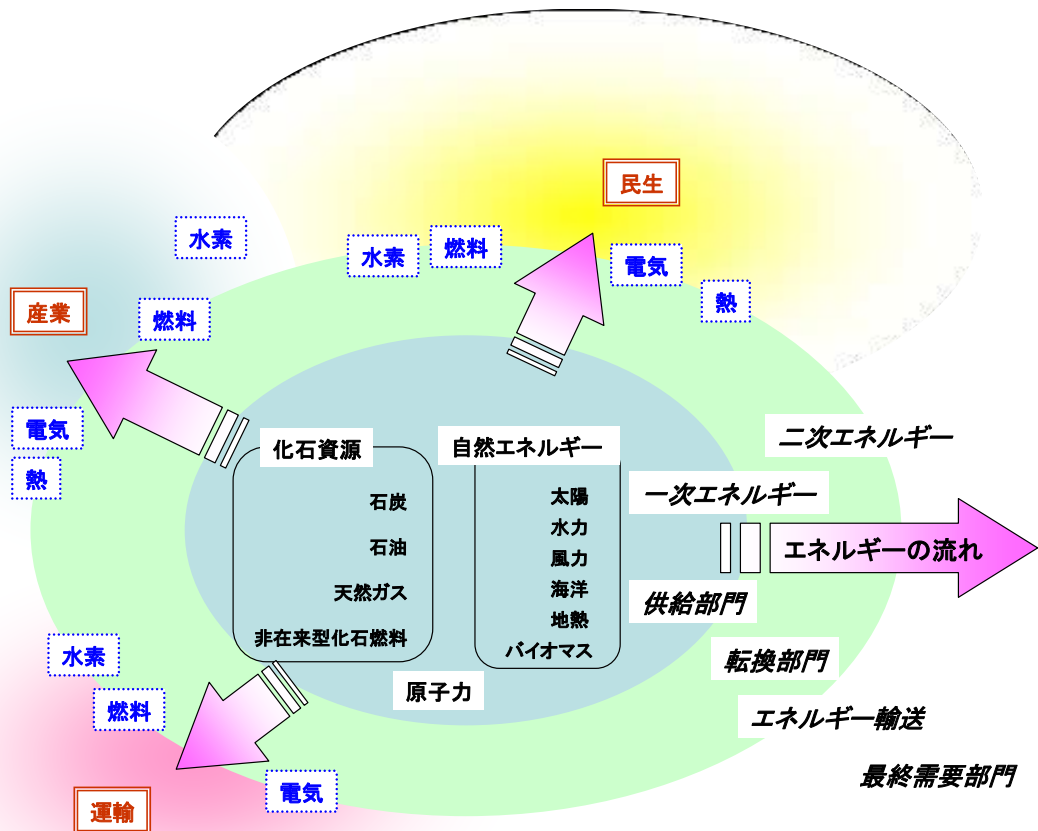 民生
水素
水素
燃料
電気
熱
産業
燃料
電気
熱
化石資源
石炭
石油
天然ガス
非在来型化石燃料
自然エネルギー
太陽
水力
風力
海洋
地熱
バイオマス
原子力
二次エネルギー
一次エネルギー
エネルギーの流れ
供給部門
転換部門
エネルギー輸送
最終需要部門
水素
燃料
電気
運輸